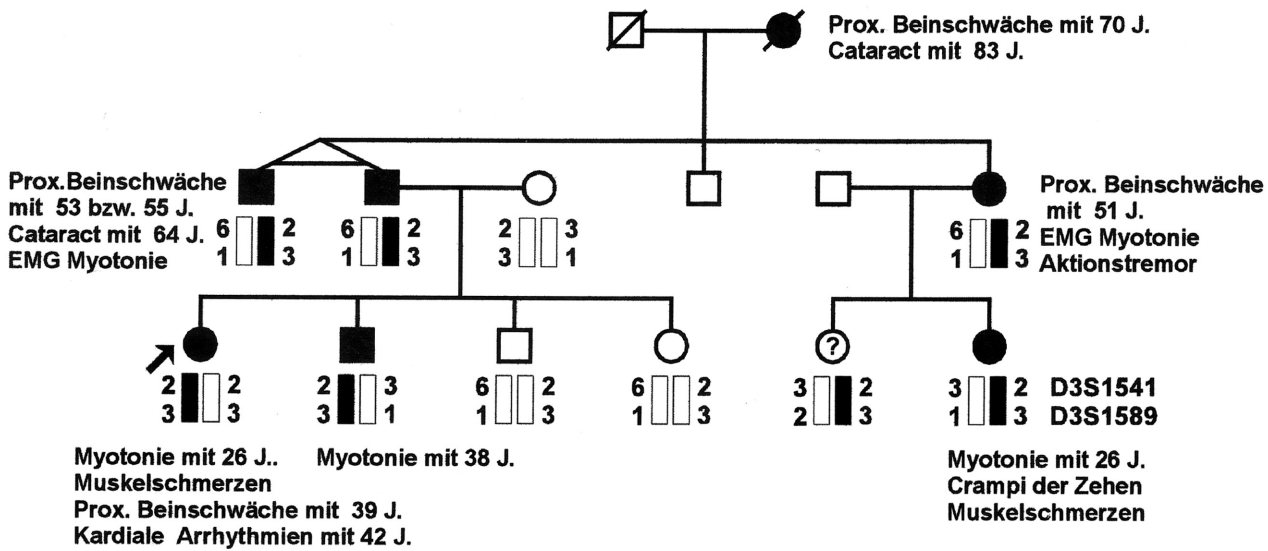 Prox. Beinschwäche mit 70 J.
Cataract mit 83 J.
Prox.Beinschwäche
mit 53 bzw. 55 J.
Cataract mit 64 J.
EMG Myotonie
6 2
1 3
6 2
1 3
2 3
3 1
6 2
1 3
Prox. Beinschwäche
mit 51 J.
EMG Myotonie
Aktionstremor
?
2 2
3 3
2 3
3 1
6 2
1 3
6 2
1 3
3 2
2 3
3 2 D3S1541
1 3 D3S1589
Myotonie mit 26 J..
Muskelschmerzen
Prox. Beinschwäche mit 39 J.
Kardiale Arrhythmien mit 42 J.
Myotonie mit 38 J.
Myotonie mit 26 J.
Crampi der Zehen
Muskelschmerzen